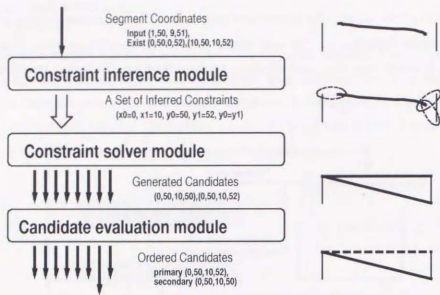 Segment Coordinates
Input (1,50, 9,51),
Exist (0,50,0,52),(10,50,10,52)
Constraint inference module
A Set of Inferred Constraints
(x0=0, x1=10, y0=50, y1=52, y0=y1)
Constraint solver module
Generated Candidates
(0,50,10,50),(0,50,10,52)
Candidate evaluation module
Ordered Candidates
primary (0,50,10,52),
secondary (0,50,10,50)